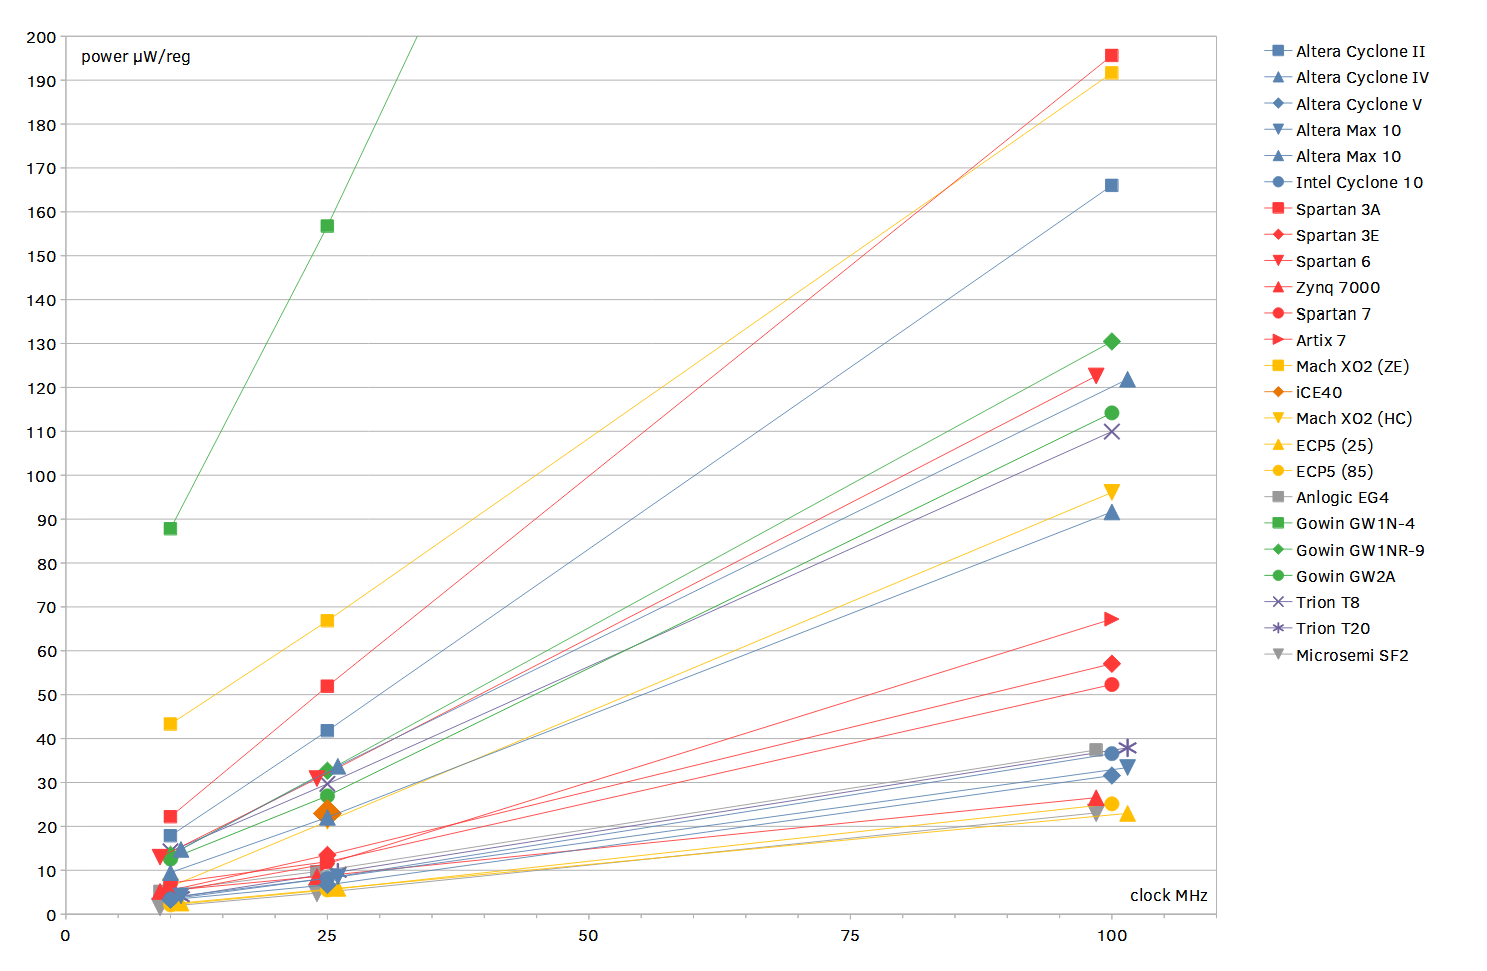 200
power µW/reg
190
180
170
160
150
140
130
120
110
100
90
80
70
60
50
40
30
20
10
clock MHz
0
0 25 50 75 100
Altera Cyclone II
Altera Cyclone IV
Altera Cyclone V
Altera Max 10
Altera Max 10
Intel Cyclone 10
Spartan 3A
Spartan 3E
Spartan 6
Zynq 7000
Spartan 7
Artix 7
Mach XO2 (ZE)
iCE40
Mach XO2 (HC)
ECP5 (25)
ECP5 (85)
Anlogic EG4
Gowin GW1N-4
Gowin GW1NR-9
Gowin GW2A
Trion T8
Trion T20
Microsemi SF2